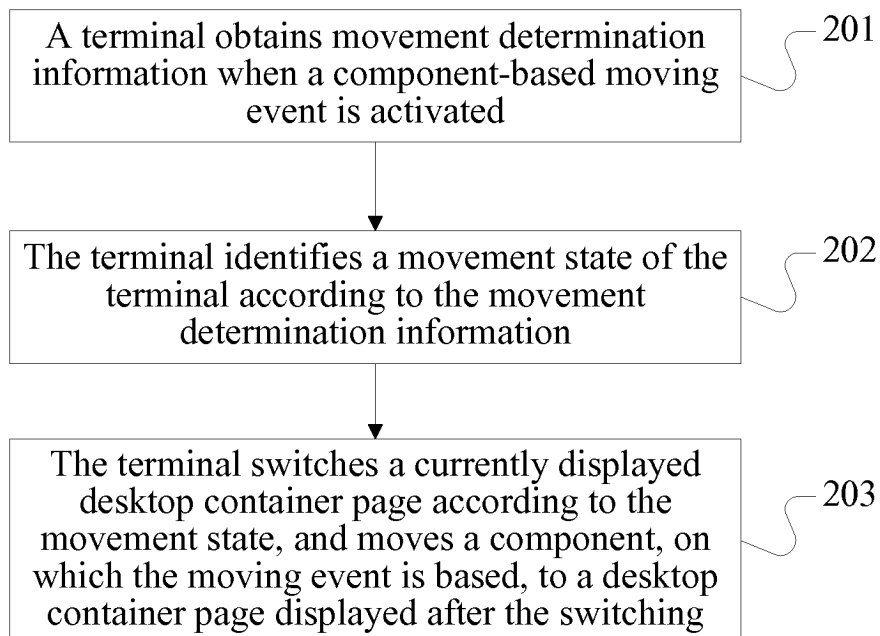 A terminal obtains movement determination
information when a component-based moving
event is activated
201
The terminal identifies a movement state of the
terminal according to the movement
determination information
202
The terminal switches a currently displayed
desktop container page according to the
movement state, and moves a component, on
which the moving event is based, to a desktop
container page displayed after the switching
203